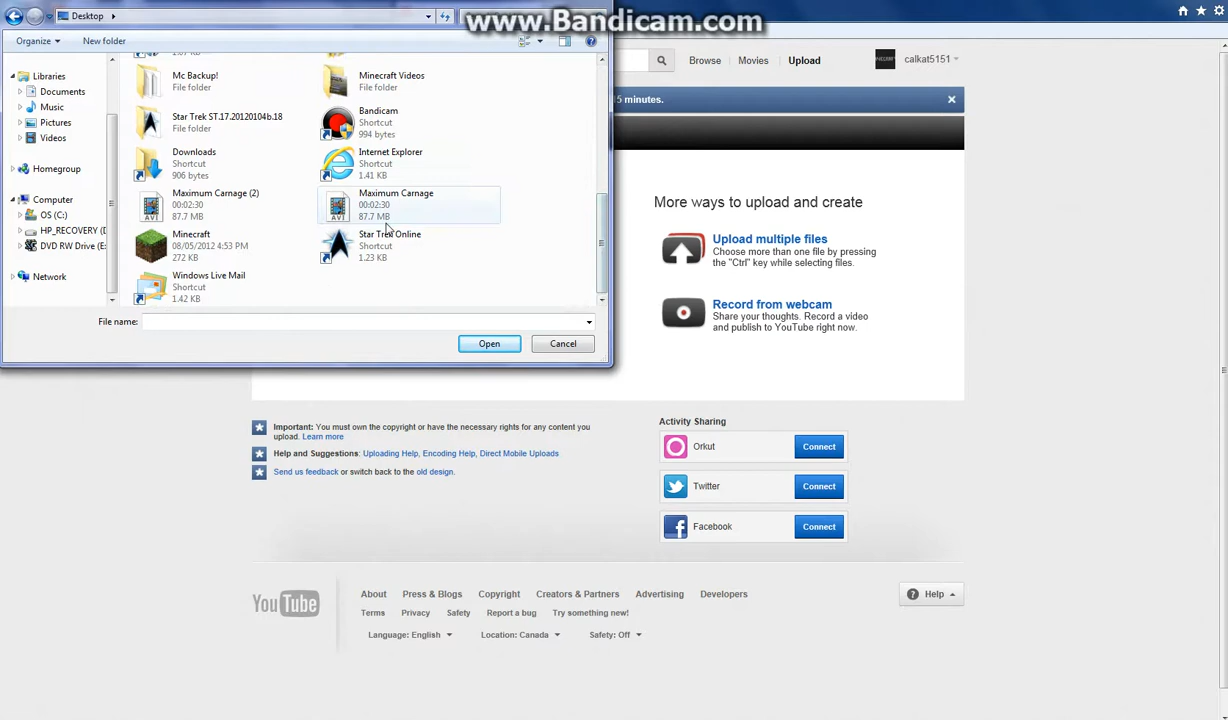 Desktop
www.Bandicam.com
Organize
New folder
Browse
Movies
Upload
calkat5151
5 minutes.
Libraries
Documents
Music
Pictures
Videos
Homegroup
Computer
OS (C:)
HP_RECOVERY (D
DVD RW Drive (E:
Network
Mc Backup!
File folder
Minecraft Videos
File folder
Star Trek ST.17.20120104b.18
File folder
Bandicam
Shortcut
994 bytes
Downloads
Shortcut
906 bytes
Internet Explorer
Shortcut
1.41 KB
Maximum Carnage (2)
00:02:30
87.7 MB
Maximum Carnage
00:02:30
87.7 MB
Minecraft
08/05/2012 4:53 PM
272 KB
Star Trek Online
Shortcut
1.23 KB
Windows Live Mail
Shortcut
1.42 KB
File name:
Open
Cancel
More ways to upload and create
Upload multiple files
Choose more than one file by pressing
the "Ctrl" key while selecting files.
Record from webcam
Share your thoughts. Record a video
and publish to YouTube right now.
Important: You must own the copyright or have the necessary rights for any content you
upload. Learn more
Help and Suggestions: Uploading Help, Encoding Help, Direct Mobile Uploads
Send us feedback or switch back to the old design.
Activity Sharing
Orkut
Connect
Twitter
Connect
Facebook
Connect
YouTube
About
Press & Blogs
Copyright
Creators & Partners
Advertising
Developers
Terms
Privacy
Safety
Report a bug
Try something new!
Language: English
Location: Canada
Safety: Off
Help